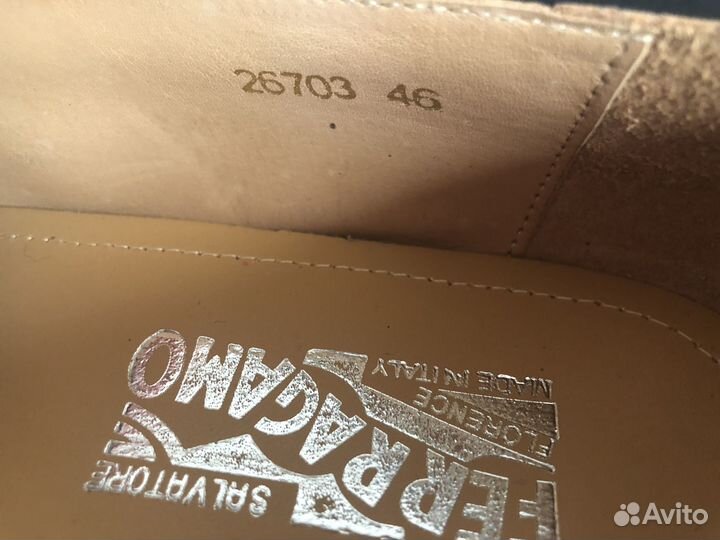 26703 46
SALVATORE
FERRAGAMO
FLORENCE
MADE IN ITALY
Avito